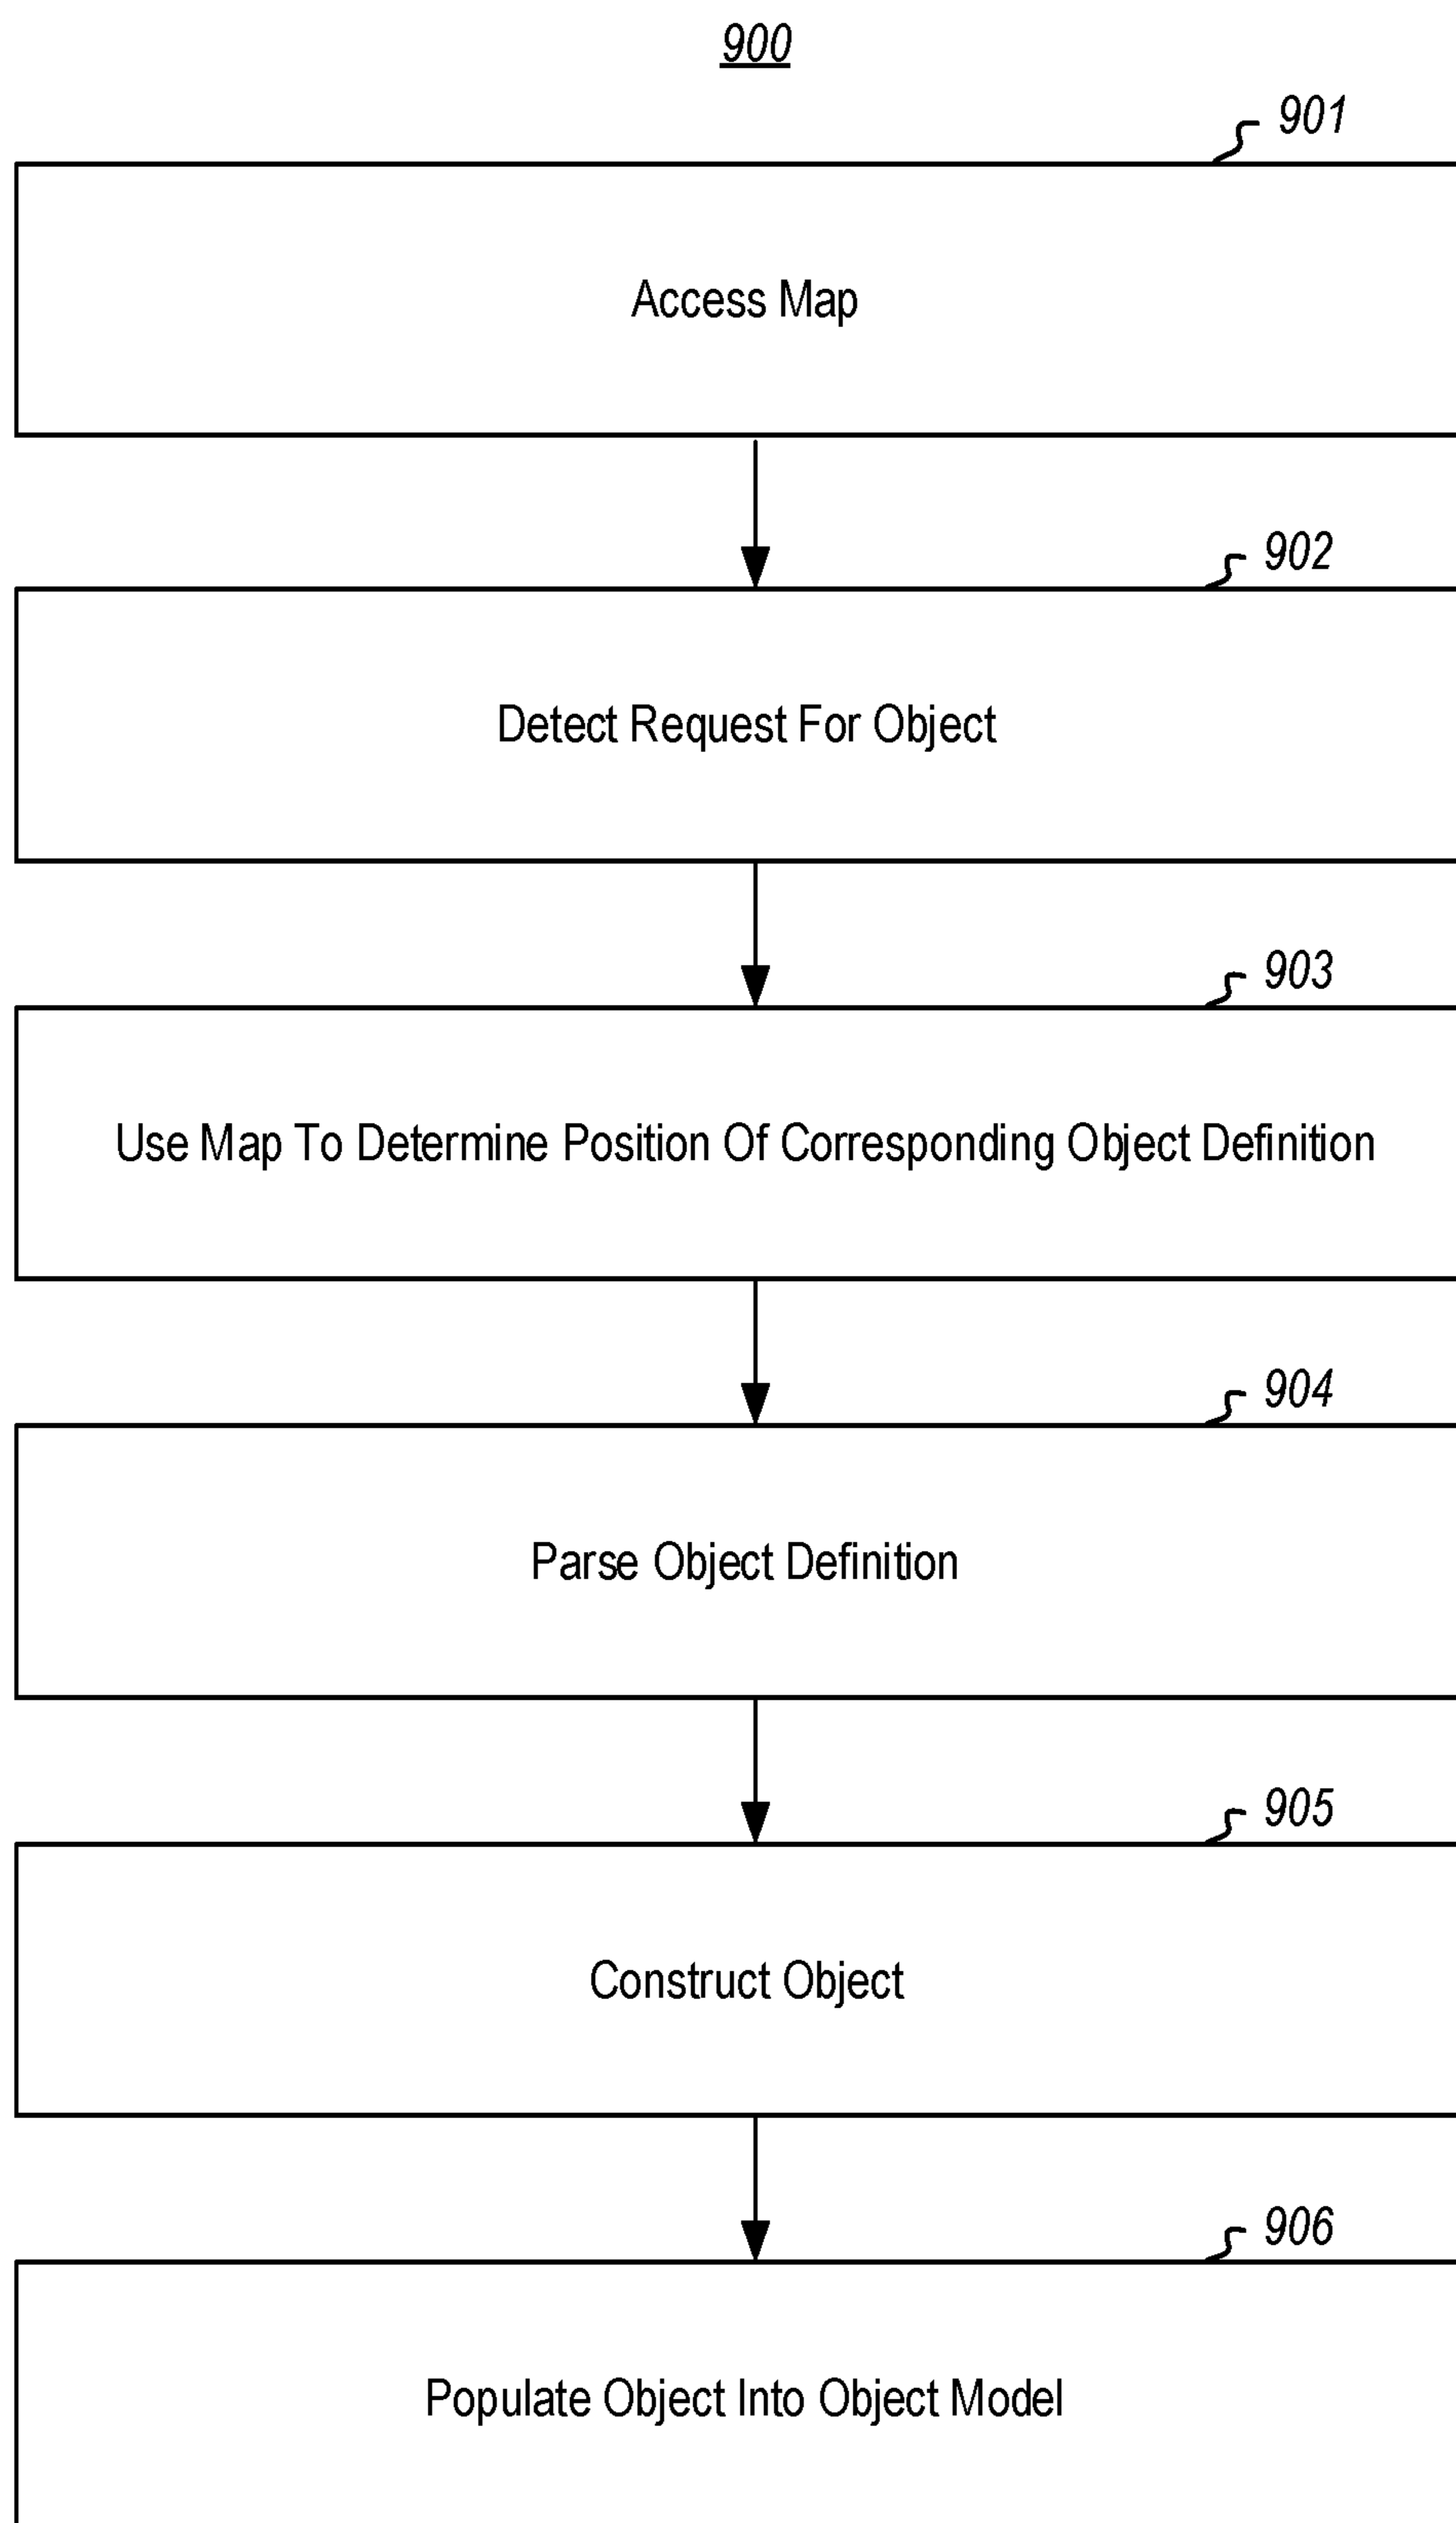 900
901
Access Map
902
Detect Request For Object
903
Use Map To Determine Position Of Corresponding Object Definition
904
Parse Object Definition
905
Construct Object
906
Populate Object Into Object Model